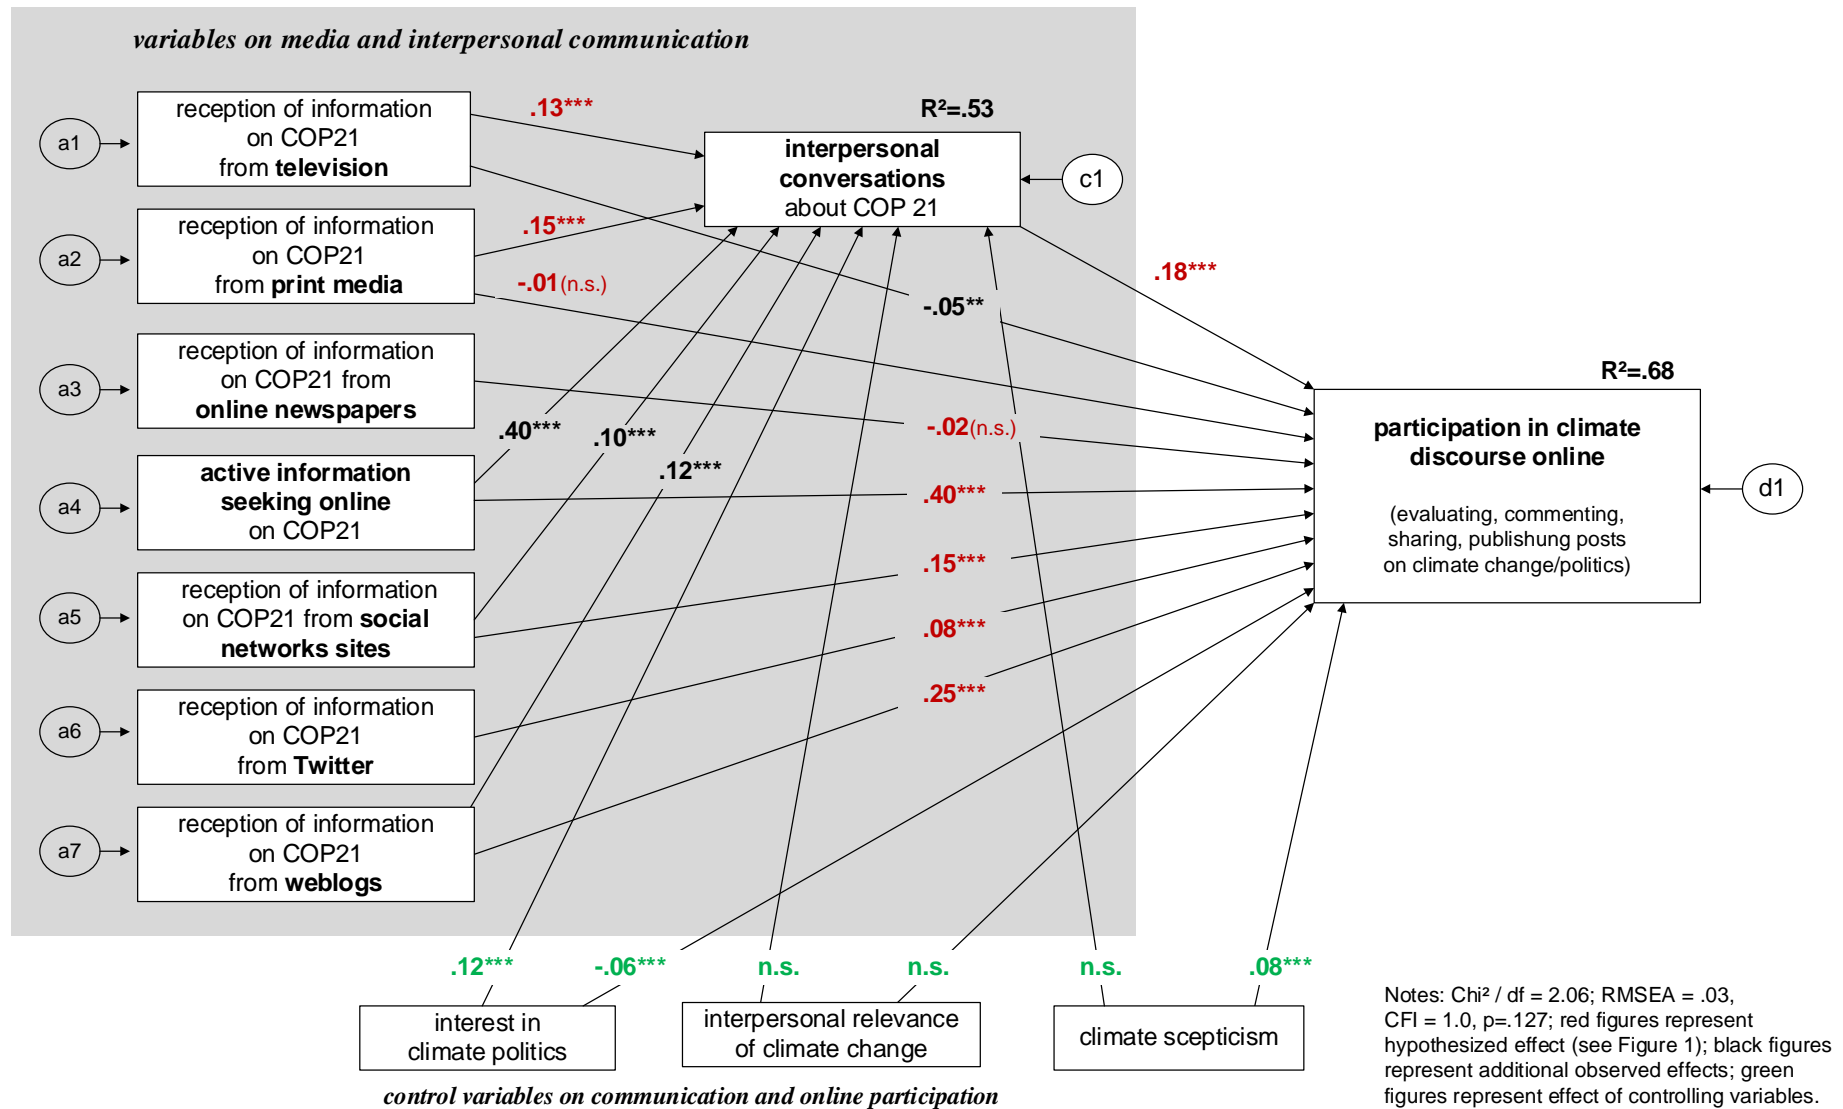 variables on media and interpersonal communication
a1
reception of information
on COP21
from television
.13***
R²=.53
interpersonal
conversations
about COP 21
c1
a2
reception of information
on COP21
from print media
.15***
-.01(n.s.)
-.05**
.18***
a3
reception of information
on COP21 from
online newspapers
.40***
.10***
.12***
-.02(n.s.)
R²=.68
participation in climate
discourse online
(evaluating, commenting,
sharing, publishung posts
on climate change/politics)
d1
a4
active information
seeking online
on COP21
.40***
a5
reception of information
on COP21 from social
networks sites
.15***
a6
reception of information
on COP21
from Twitter
.08***
a7
reception of information
on COP21
from weblogs
.25***
.12***
-.06***
n.s.
n.s.
n.s.
.08***
interest in
climate politics
interpersonal relevance
of climate change
climate scepticism
control variables on communication and online participation
Notes: Chi² / df = 2.06; RMSEA = .03,
CFI = 1.0, p=.127; red figures represent
hypothesized effect (see Figure 1); black figures
represent additional observed effects; green
figures represent effect of controlling variables.